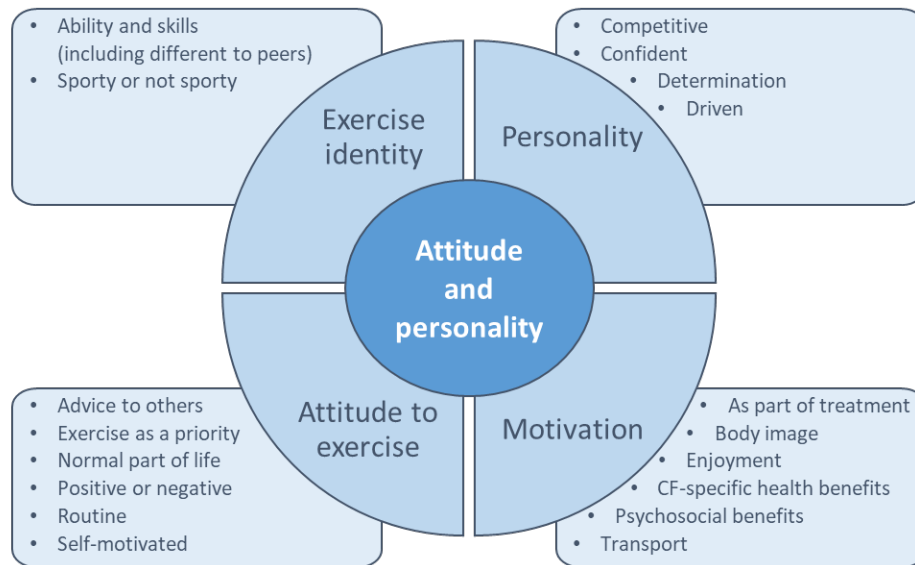 • Ability and skills
(including different to peers)
• Sporty or not sporty
• Competitive
• Confident
• Determination
• Driven
Exercise
identity
Personality
Attitude
and
personality
Attitude to
exercise
Motivation
• Advice to others
• Exercise as a priority
• Normal part of life
• Positive or negative
• Routine
• Self-motivated
• As part of treatment
• Body image
• Enjoyment
• CF-specific health benefits
• Psychosocial benefits
• Transport